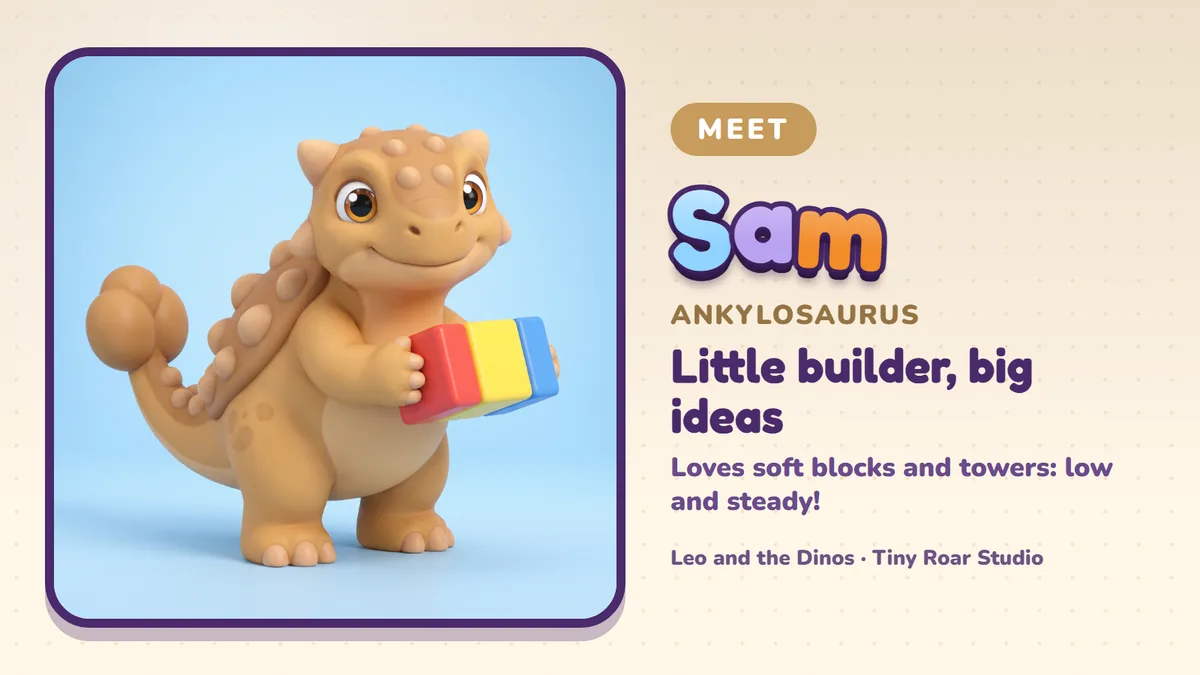 MEET
Sam
ANKYLOSAURUS
Little builder, big
ideas
Loves soft blocks and towers: low
and steady!
Leo and the Dinos · Tiny Roar Studio